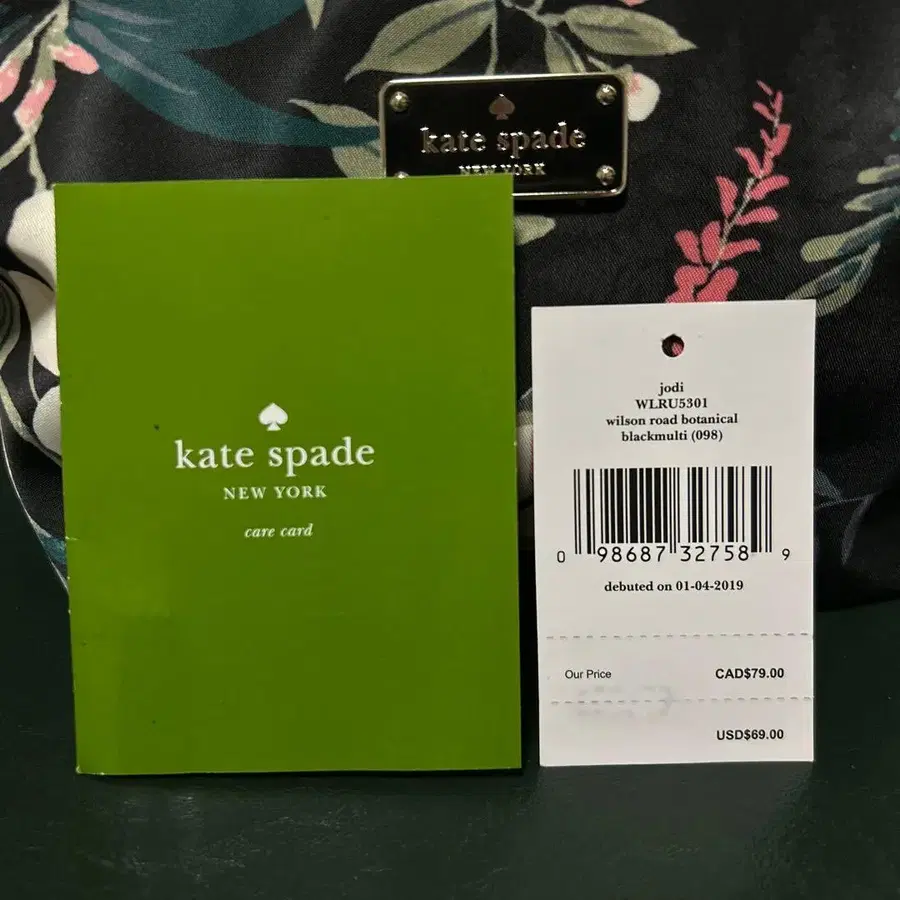 kate spade
NEW YORK
kate spade
NEW YORK
care card
jodi
WLRU5301
wilson road botanical
blackmulti (098)
0 98687 32758 9
debuted on 01-04-2019
Our Price CAD$79.00
USD$69.00